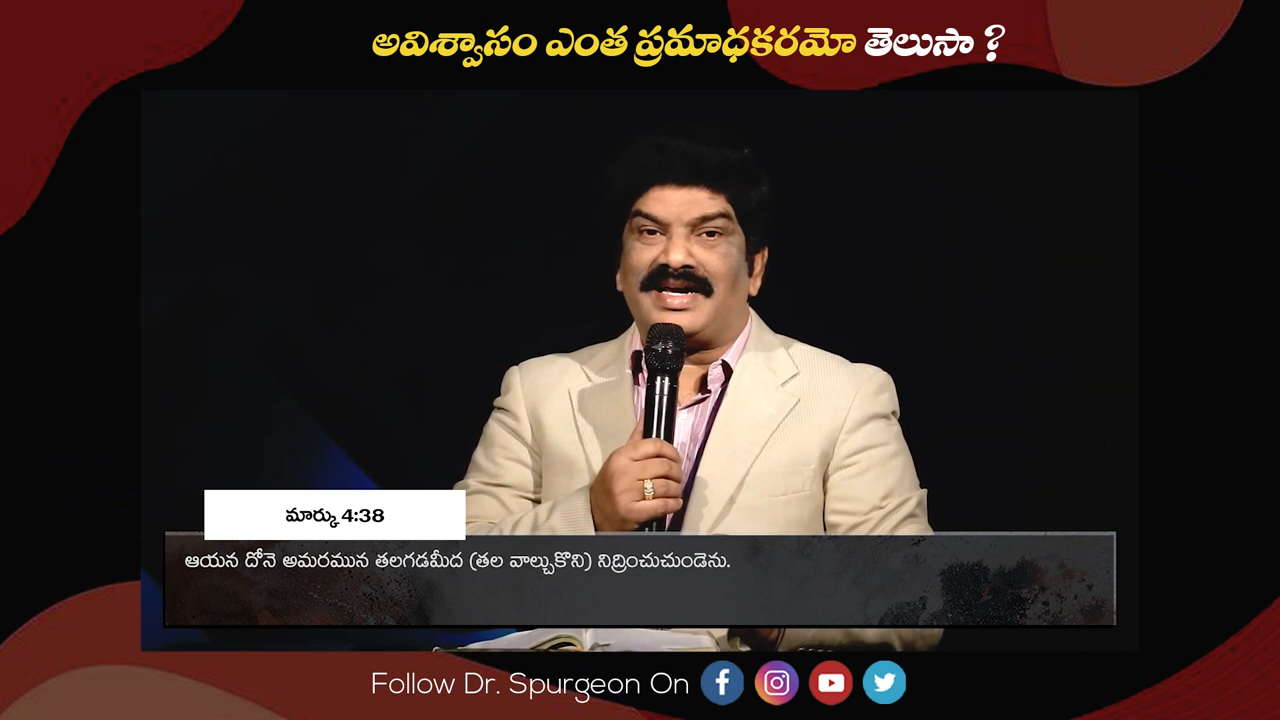 అవిశ్వాసం ఎంత ప్రమాధకరమో తెలుసా ?
మార్కు 4:38
ఆయన దోనె అమరమున తలగడమీద (తల వాల్చుకొని) నిద్రించుచుండెను.
Follow Dr. Spurgeon On